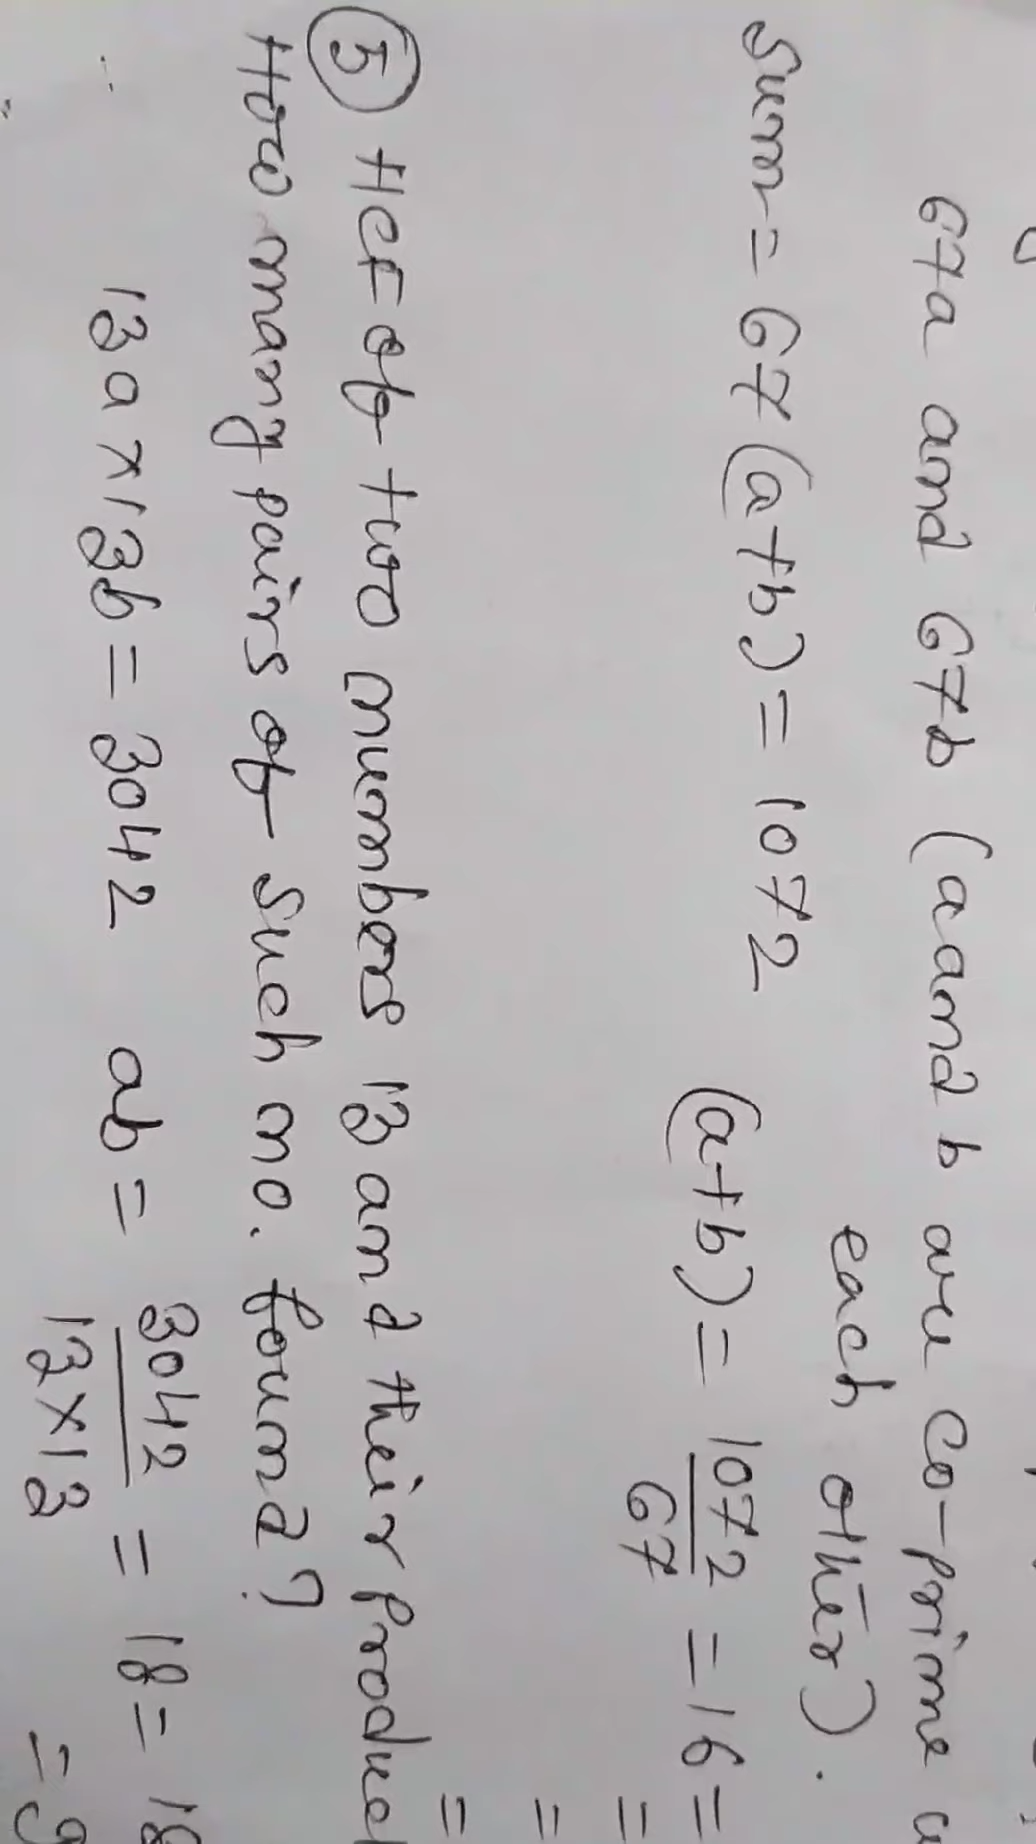 67a and 67b (a and b are co-prime
each other).
Sum = 67(a+b) = 1072 (a+b) = 1072/67 = 16 =
=
=
=
⑤ HCF of two numbers 13 and their produc
How many pairs of such no. found?
13a×13b = 3042 ab = 3042/13×13 = 18 = 18
= 9